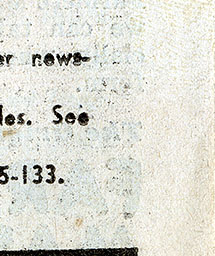 er news-
les. See
5-133.